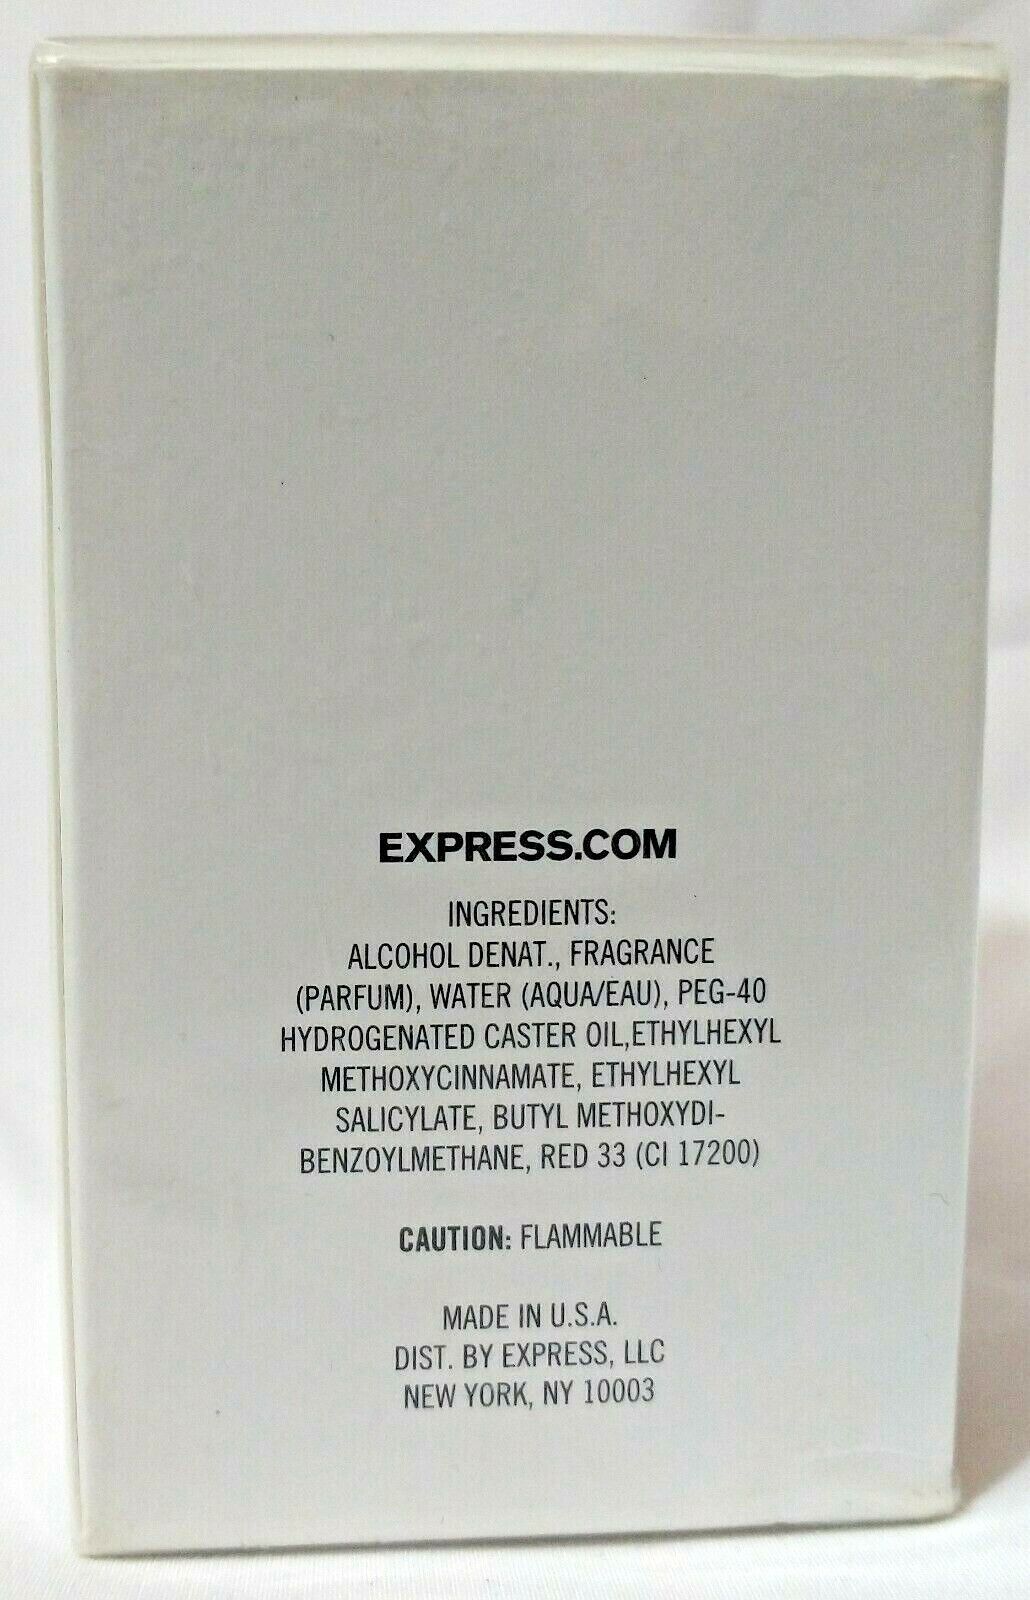 EXPRESS.COM
INGREDIENTS:
ALCOHOL DENAT., FRAGRANCE
(PARFUM), WATER (AQUA/EAU), PEG-40
HYDROGENATED CASTER OIL,ETHYLHEXYL
METHOXYCINNAMATE, ETHYLHEXYL
SALICYLATE, BUTYL METHOXYDI-
BENZOYLMETHANE, RED 33 (CI 17200)
CAUTION: FLAMMABLE
MADE IN U.S.A.
DIST. BY EXPRESS, LLC
NEW YORK, NY 10003